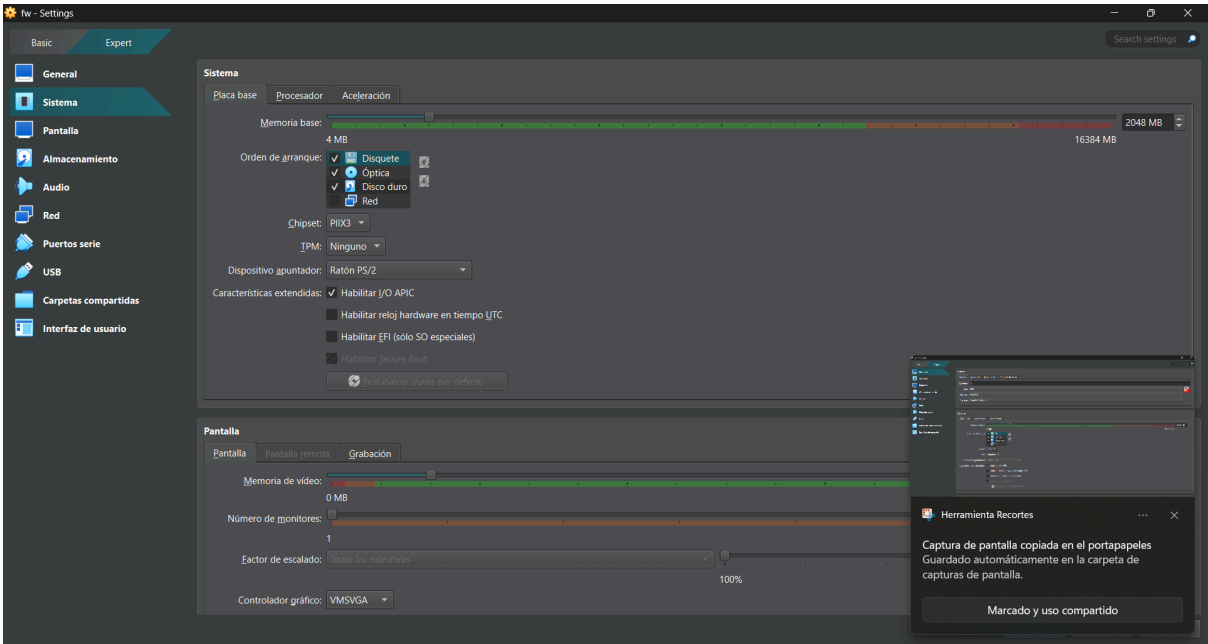 fw - Settings
Basic
Expert
Search settings
General
Sistema
Pantalla
Almacenamiento
Audio
Red
Puertos serie
USB
Carpetas compartidas
Interfaz de usuario
Sistema
Placa base
Procesador
Aceleración
Memoria base:
2048 MB
4 MB
16384 MB
Orden de arranque:
Disquete
Óptica
Disco duro
Red
Chipset:
PIIX3
TPM:
Ninguno
Dispositivo apuntador:
Ratón PS/2
Características extendidas:
Habilitar I/O APIC
Habilitar reloj hardware en tiempo UTC
Habilitar EFI (sólo SO especiales)
Habilitar Secure Boot
Restablecer claves por defecto
Pantalla
Pantalla
Pantalla remota
Grabación
Memoria de vídeo:
0 MB
Número de monitores:
1
Factor de escalado:
Todos los monitores
100%
Controlador gráfico:
VMSVGA
Herramienta Recortes
Captura de pantalla copiada en el portapapeles
Guardado automáticamente en la carpeta de
capturas de pantalla.
Marcado y uso compartido